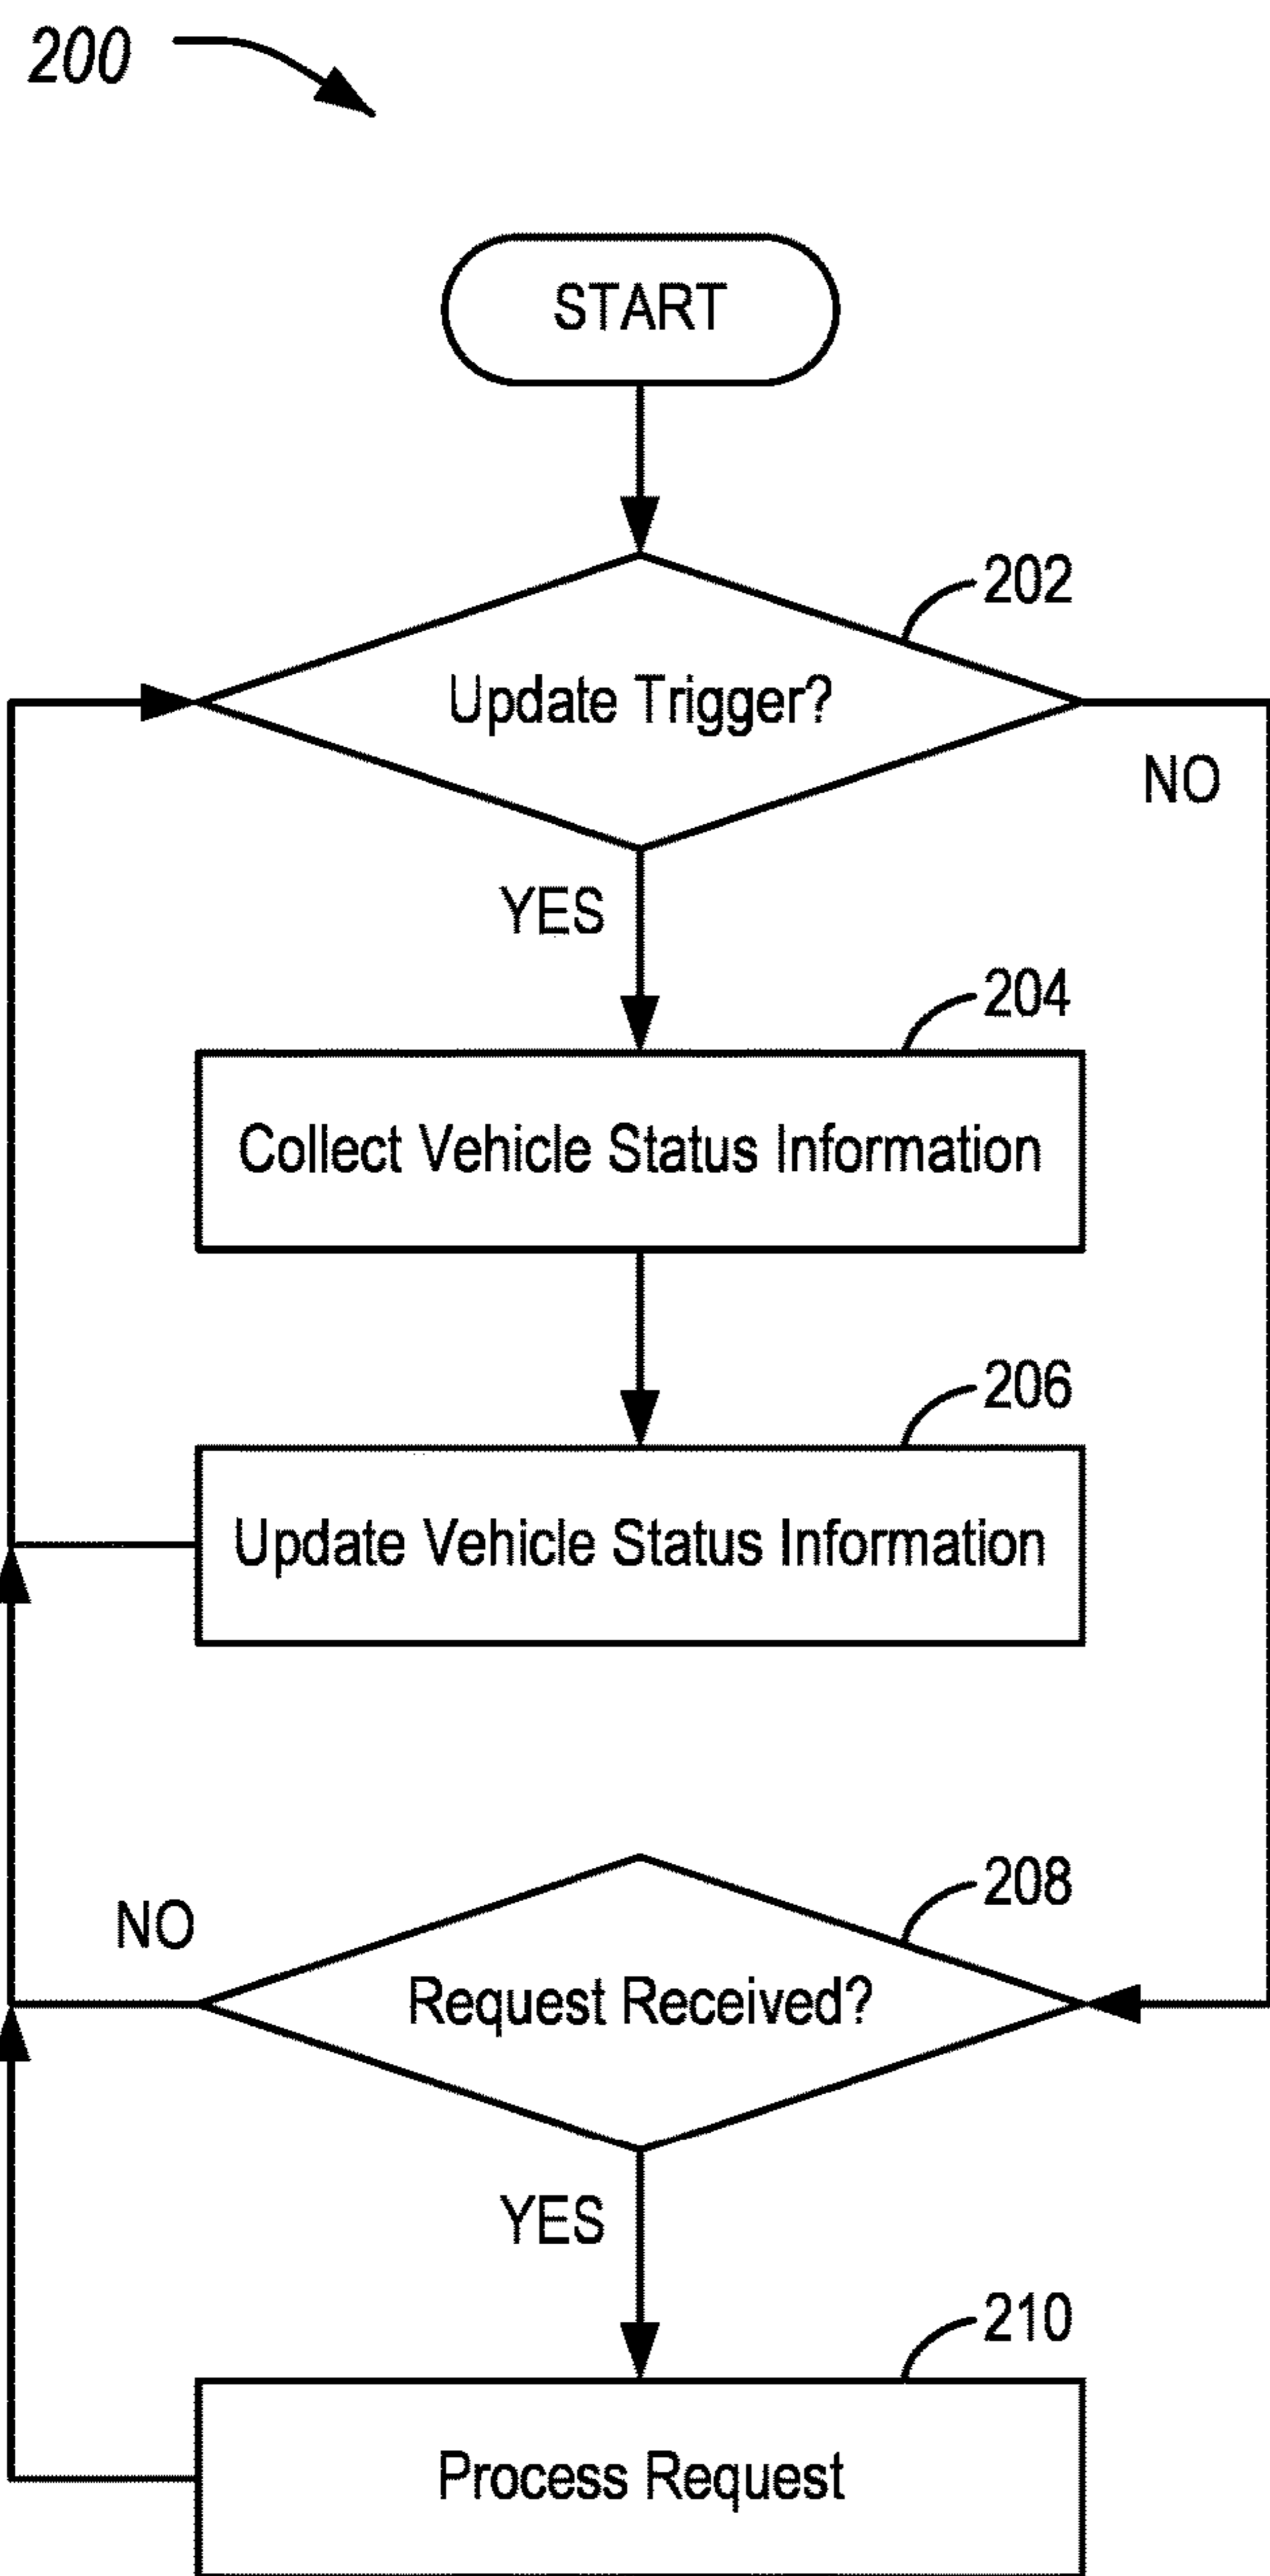 200
START
202
Update Trigger?
NO
YES
204
Collect Vehicle Status Information
206
Update Vehicle Status Information
208
NO
Request Received?
YES
210
Process Request